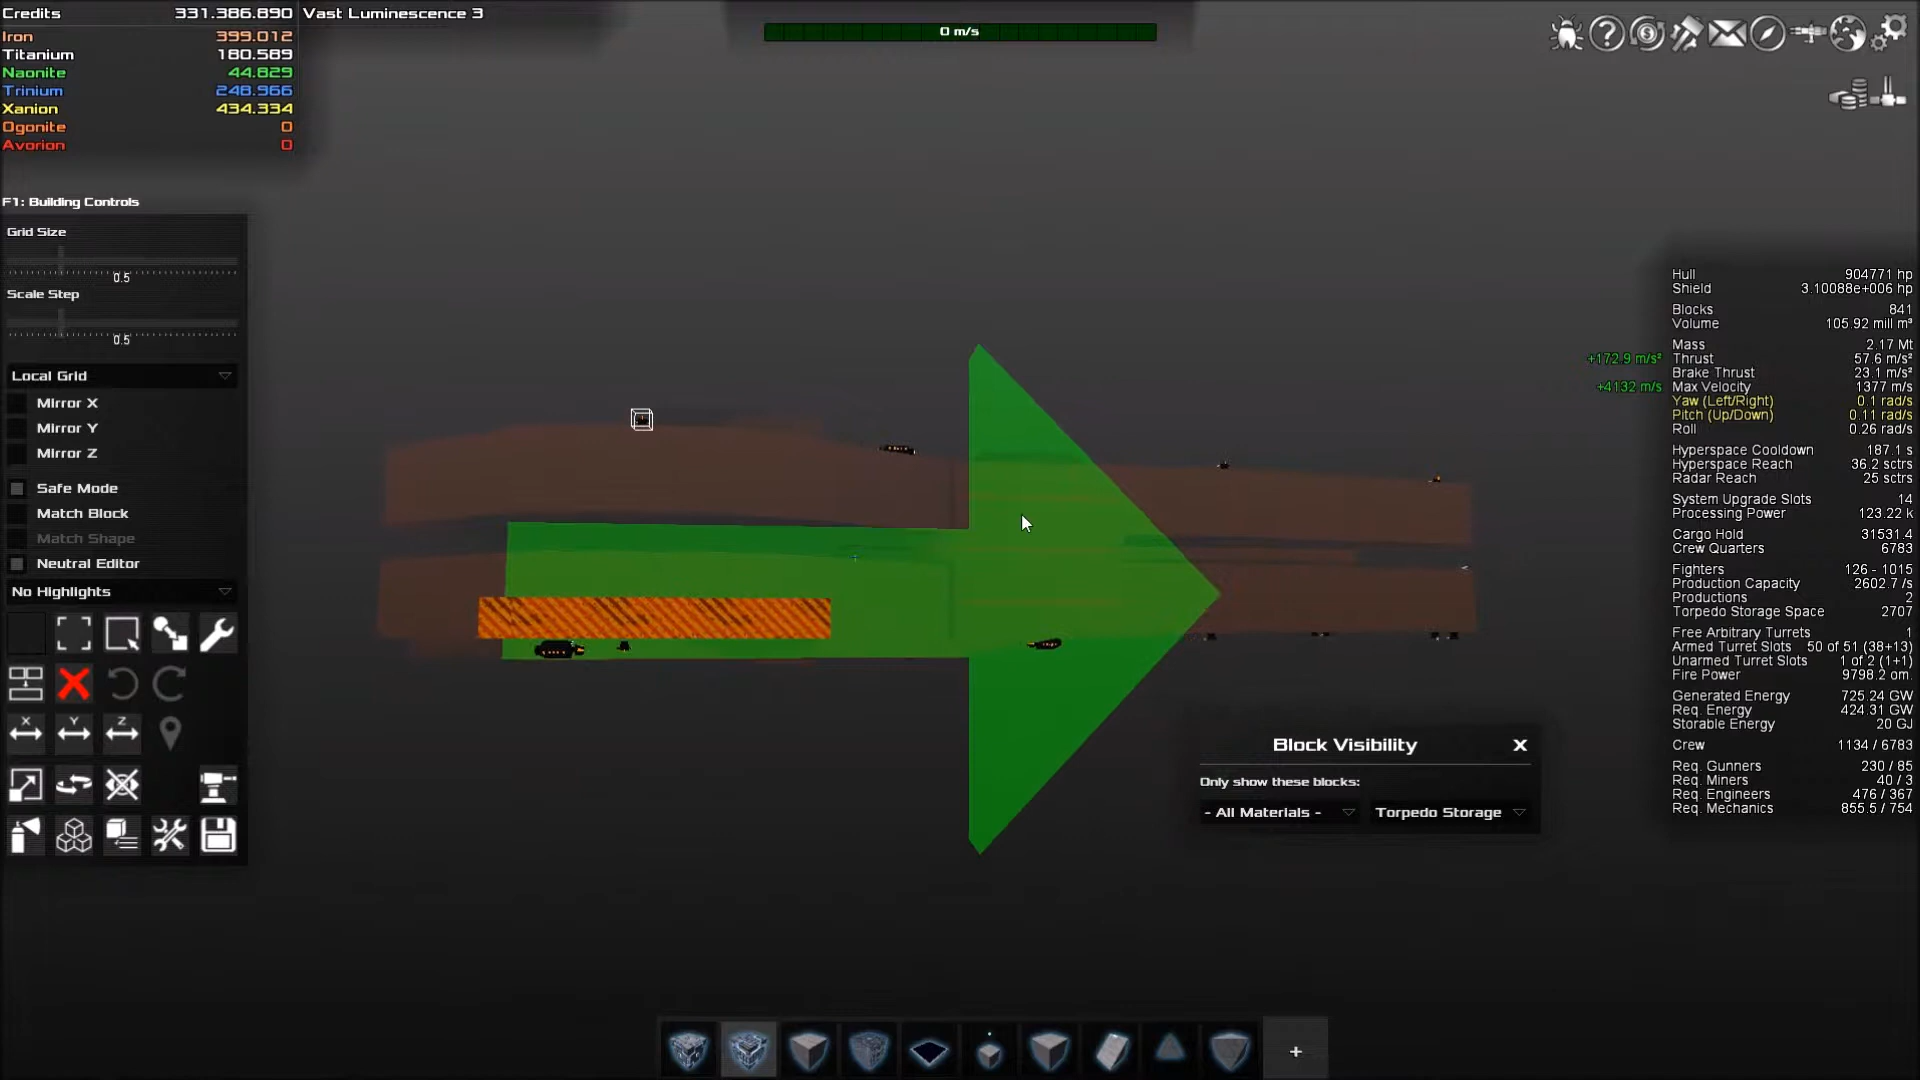 Credits 331.386.890 Vast Luminescence 3
0 m/s
Iron 399.012
Titanium 180.589
Naonite 44.829
Trinium 248.966
Xanion 434.334
Ogonite 0
Avorion 0
F1: Building Controls
Grid Size
0.5
Scale Step
0.5
Local Grid
Mirror X
Mirror Y
Mirror Z
Safe Mode
Match Block
Match Shape
Neutral Editor
No Highlights
X Y Z
Hull 904771 hp
Shield 3.10088e+006 hp
Blocks 841
Volume 105.92 mill m³
Mass 2.17 Mt
+172.9 m/s² Thrust 57.6 m/s²
Brake Thrust 23.1 m/s²
+4132 m/s Max Velocity 1377 m/s
Yaw (Left/Right) 0.1 rad/s
Pitch (Up/Down) 0.11 rad/s
Roll 0.26 rad/s
Hyperspace Cooldown 187.1 s
Hyperspace Reach 36.2 sctrs
Radar Reach 25 sctrs
System Upgrade Slots 14
Processing Power 123.22 k
Cargo Hold 31531.4
Crew Quarters 6783
Fighters 126 - 1015
Production Capacity 2602.7 /s
Productions 2
Torpedo Storage Space 2707
Free Arbitrary Turrets 1
Armed Turret Slots 50 of 51 (38+13)
Unarmed Turret Slots 1 of 2 (1+1)
Fire Power 9798.2 om.
Generated Energy 725.24 GW
Req. Energy 424.31 GW
Storable Energy 20 GJ
Crew 1134 / 6783
Req. Gunners 230 / 85
Req. Miners 40 / 3
Req. Engineers 476 / 367
Req. Mechanics 855.5 / 754
Block Visibility X
Only show these blocks:
- All Materials - Torpedo Storage
+